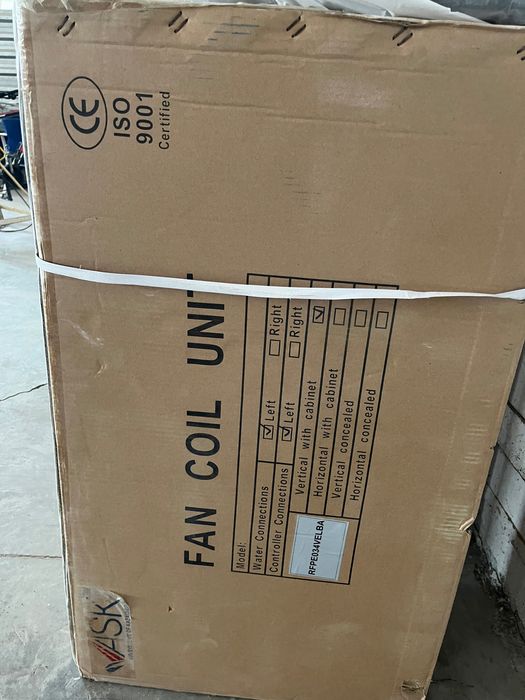 CE
ISO
9001
Certified
FAN COIL UNIT
Model:
Water Connections Left Right
Controller Connections Left Right
RFPE034VELBA
Vertical with cabinet
Horizontal with cabinet
Vertical concealed
Horizontal concealed
ASK